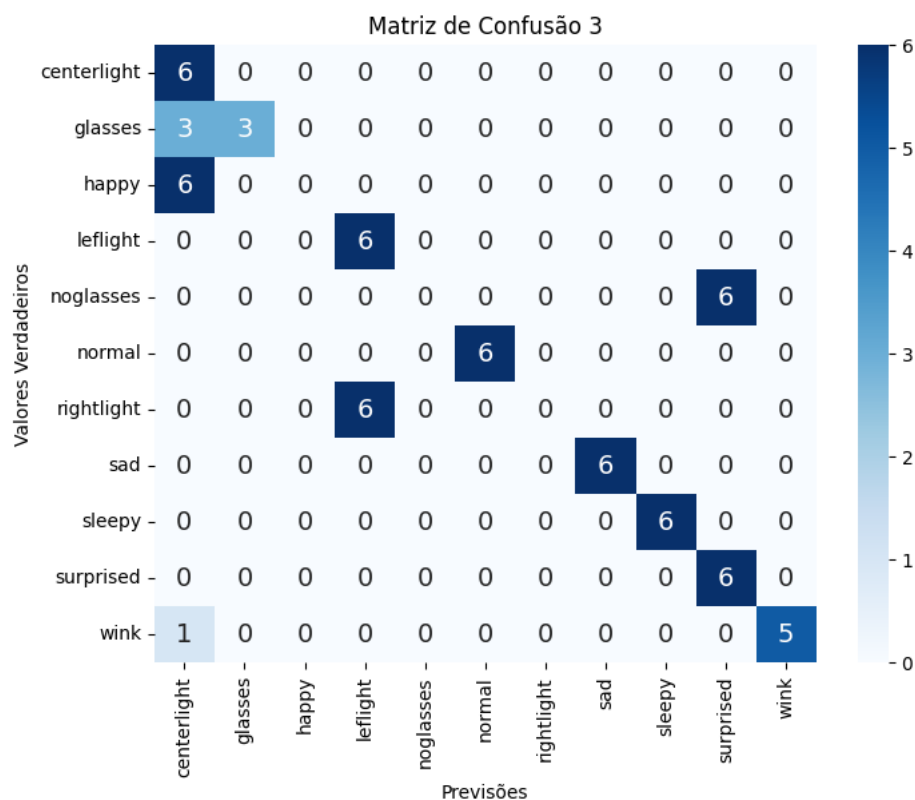 Matriz de Confusão 3
centerlight 6 0 0 0 0 0 0 0 0 0 0
glasses 3 3 0 0 0 0 0 0 0 0 0
happy 6 0 0 0 0 0 0 0 0 0 0
leflight 0 0 0 6 0 0 0 0 0 0 0
noglasses 0 0 0 0 0 0 0 0 0 6 0
normal 0 0 0 0 0 6 0 0 0 0 0
rightlight 0 0 0 6 0 0 0 0 0 0 0
sad 0 0 0 0 0 0 0 6 0 0 0
sleepy 0 0 0 0 0 0 0 0 6 0 0
surprised 0 0 0 0 0 0 0 0 0 6 0
wink 1 0 0 0 0 0 0 0 0 0 5
Valores Verdadeiros
centerlight
glasses
happy
leflight
noglasses
normal
rightlight
sad
sleepy
surprised
wink
Previsões
6
5
4
3
2
1
0